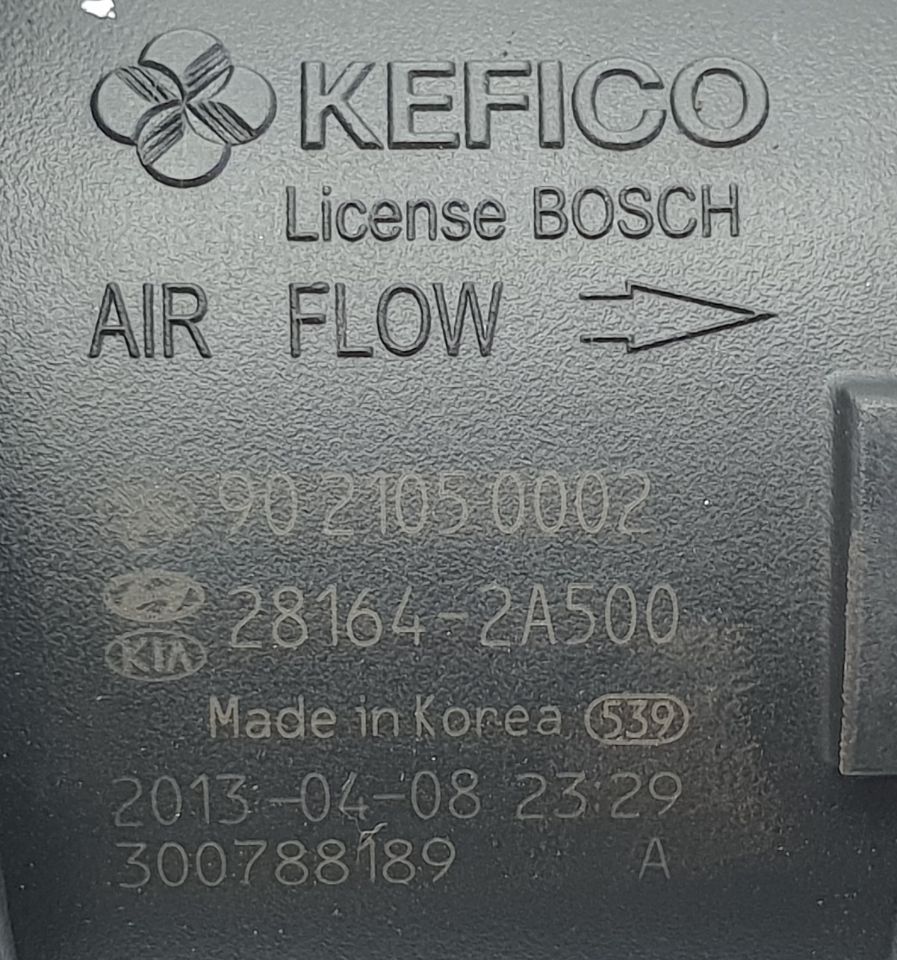 KEFICO
License BOSCH
AIR FLOW
90 2105 0002
28164-2A500
KIA
Made in Korea 539
2013-04-08 23:29
300788189 A